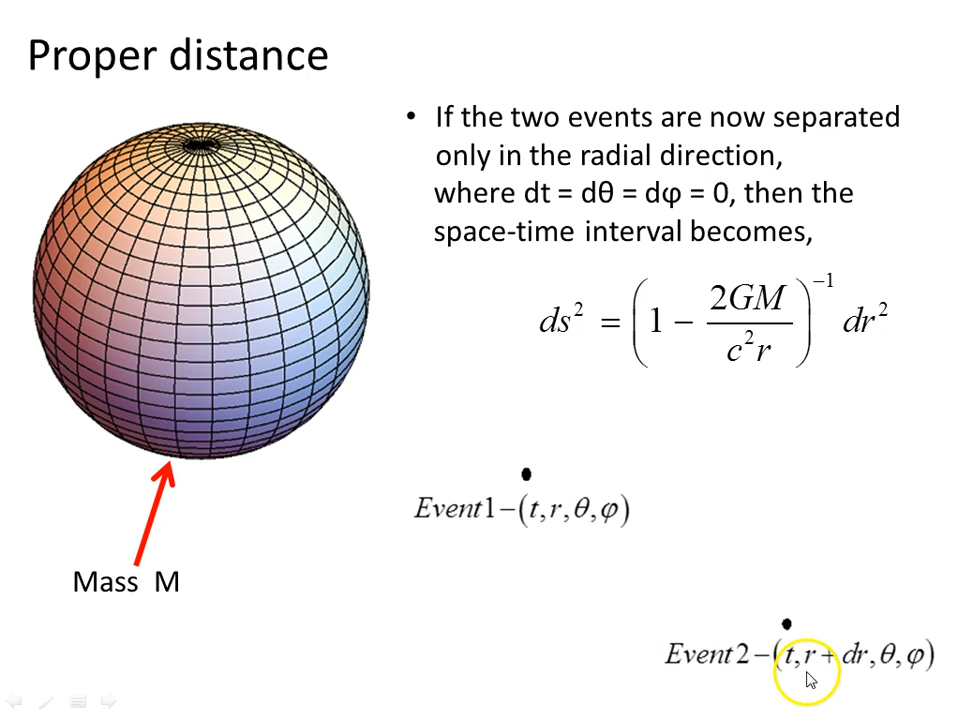 Proper distance
• If the two events are now separated
only in the radial direction,
where dt = dθ = dφ = 0, then the
space-time interval becomes,
ds² = (1 − 2GM/c²r)⁻¹ dr²
Event1−(t,r,θ,φ)
Mass M
Event2−(t,r+dr,θ,φ)